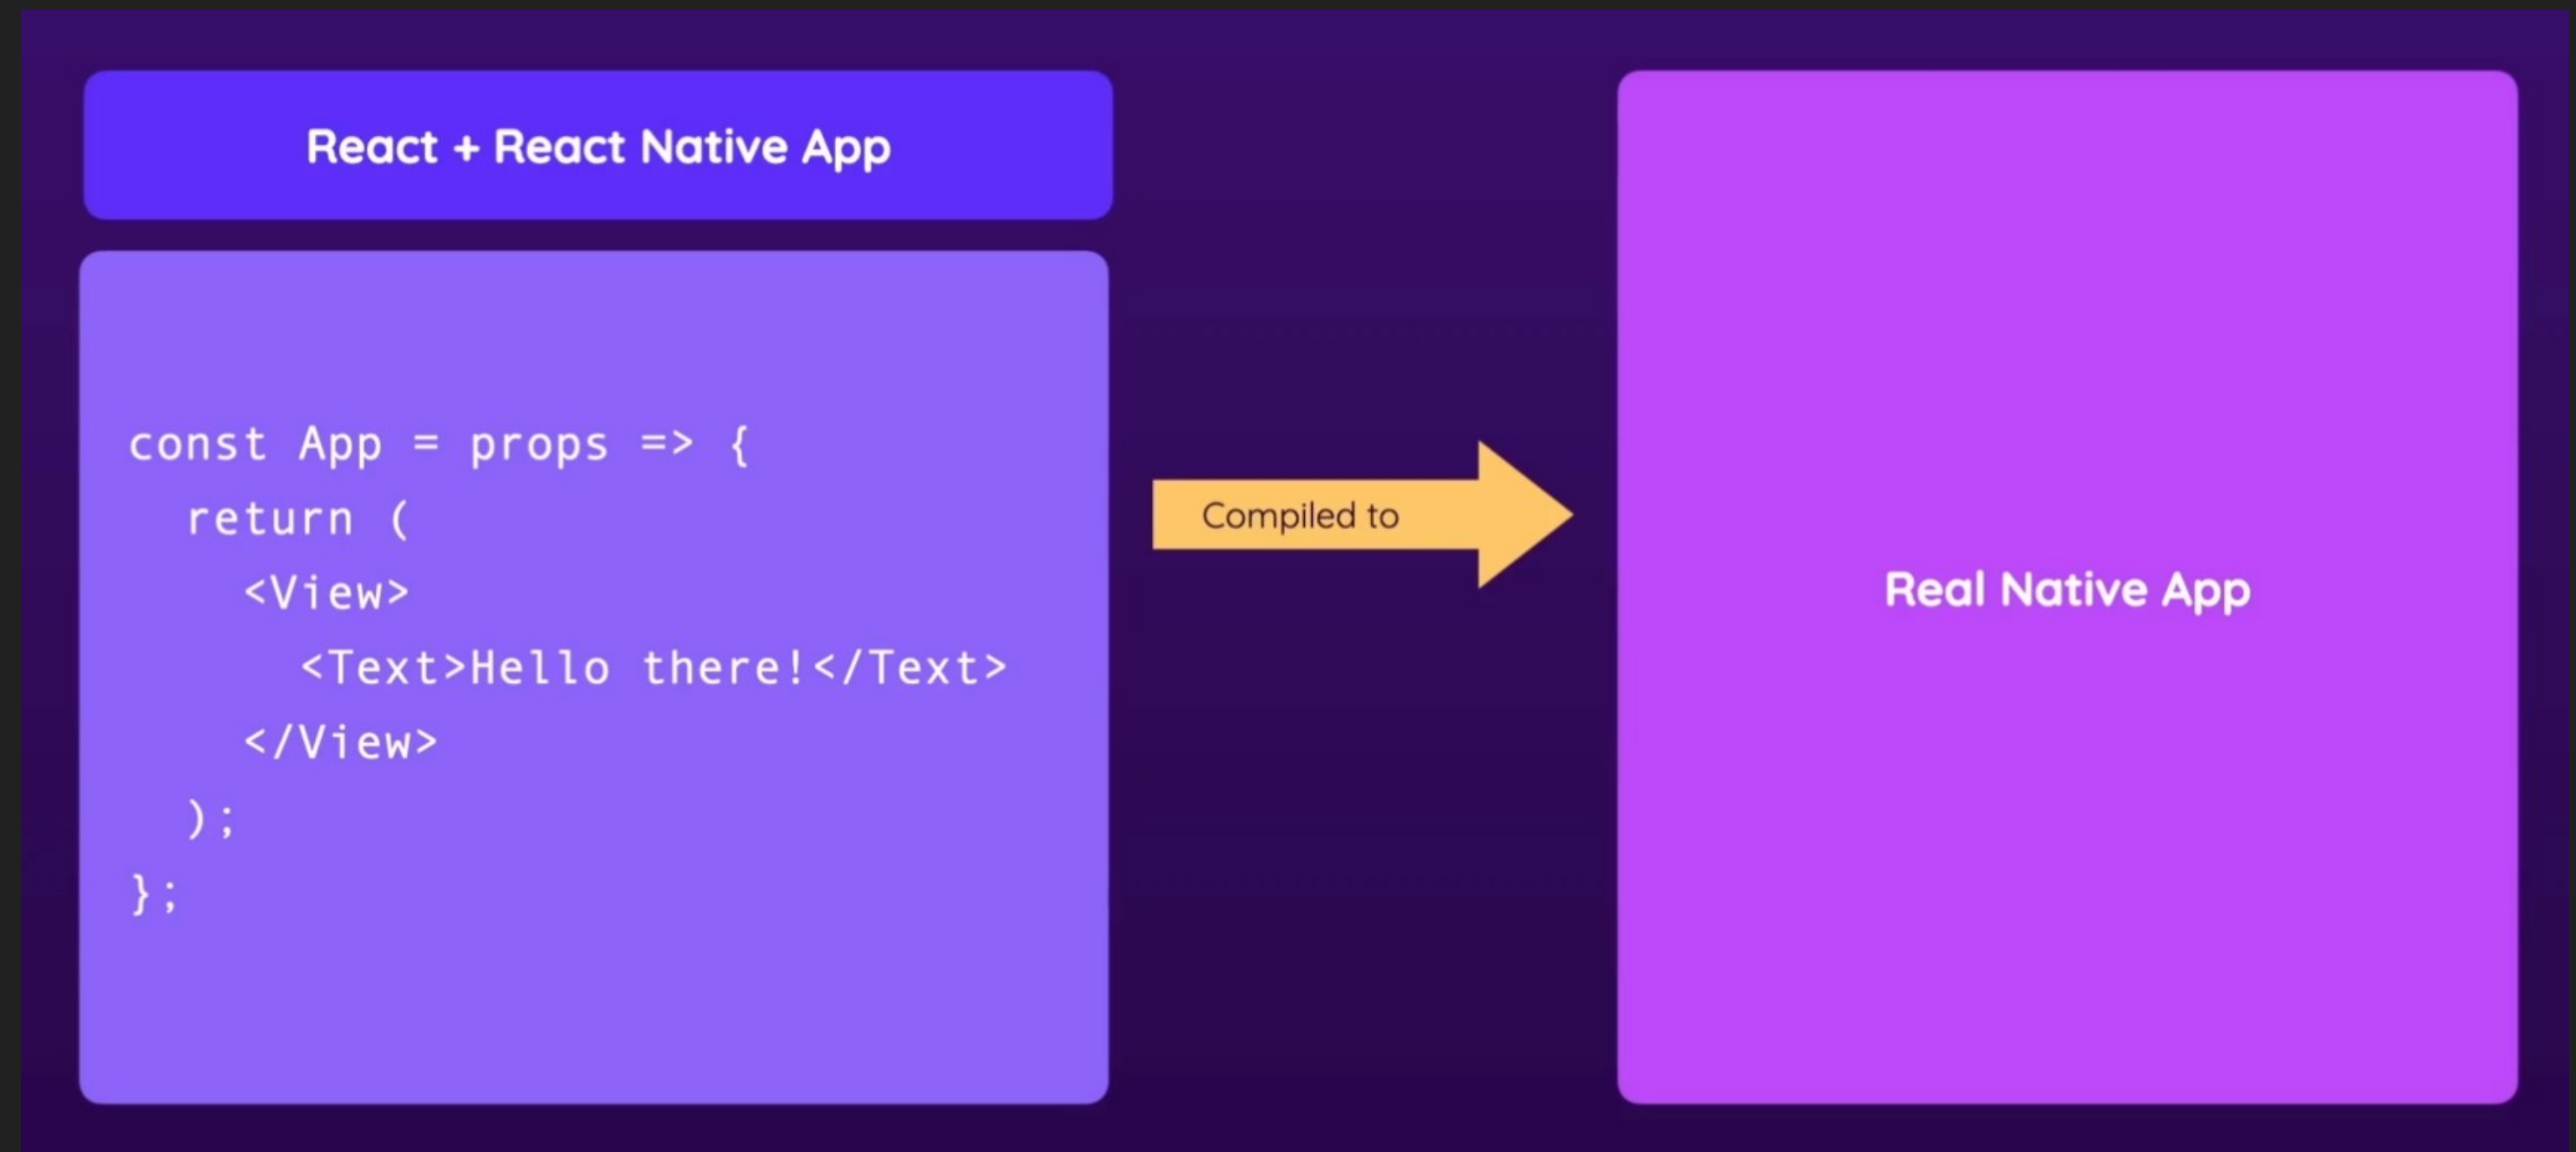 React + React Native App
const App = props => {
  return (
    <View>
      <Text>Hello there!</Text>
    </View>
  );
};
Compiled to
Real Native App